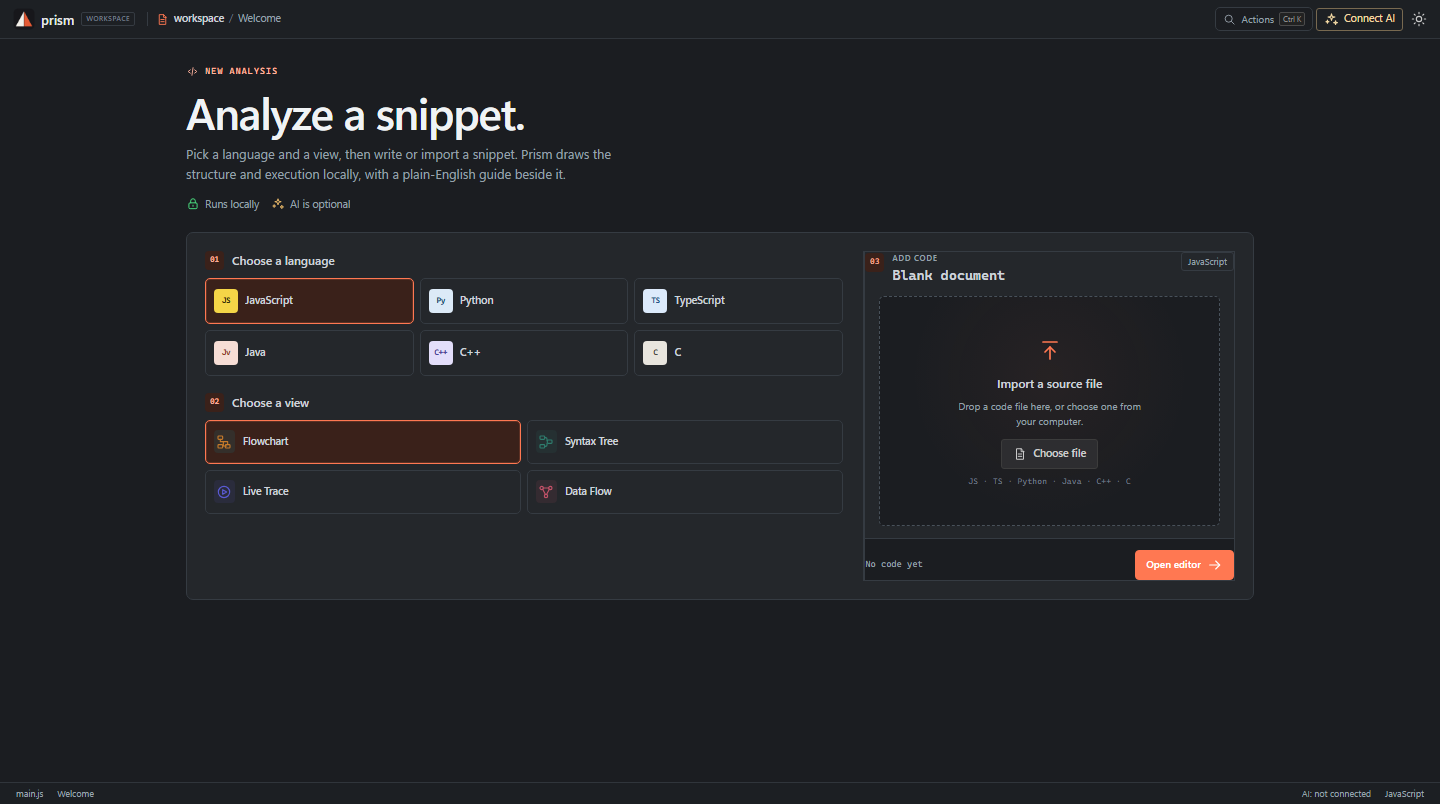 prism WORKSPACE workspace / Welcome Actions Ctrl K Connect AI
NEW ANALYSIS
Analyze a snippet.
Pick a language and a view, then write or import a snippet. Prism draws the
structure and execution locally, with a plain-English guide beside it.
Runs locally AI is optional
01 Choose a language
JS JavaScript Py Python TS TypeScript
Jv Java C++ C++ C C
02 Choose a view
Flowchart Syntax Tree
Live Trace Data Flow
03 ADD CODE JavaScript
Blank document
Import a source file
Drop a code file here, or choose one from
your computer.
Choose file
JS · TS · Python · Java · C++ · C
No code yet Open editor
main.js Welcome AI: not connected JavaScript